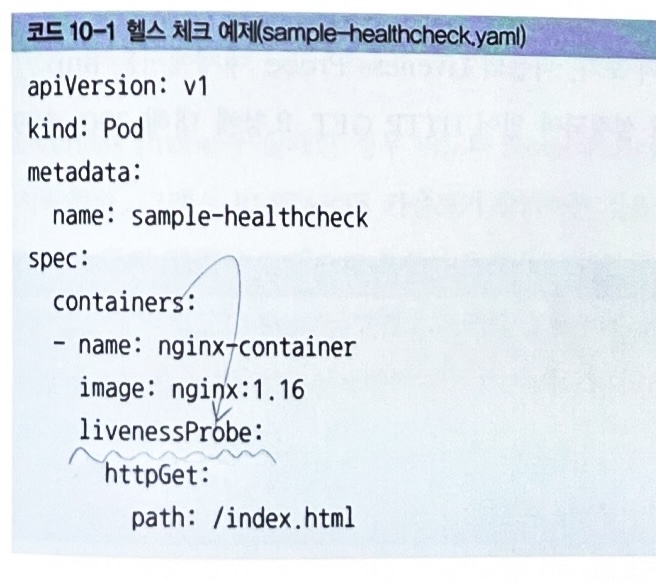 코드 10-1 헬스 체크 예제(sample-healthcheck.yaml)
apiVersion: v1
kind: Pod
metadata:
  name: sample-healthcheck
spec:
  containers:
  - name: nginx-container
    image: nginx:1.16
    livenessProbe:
      httpGet:
        path: /index.html